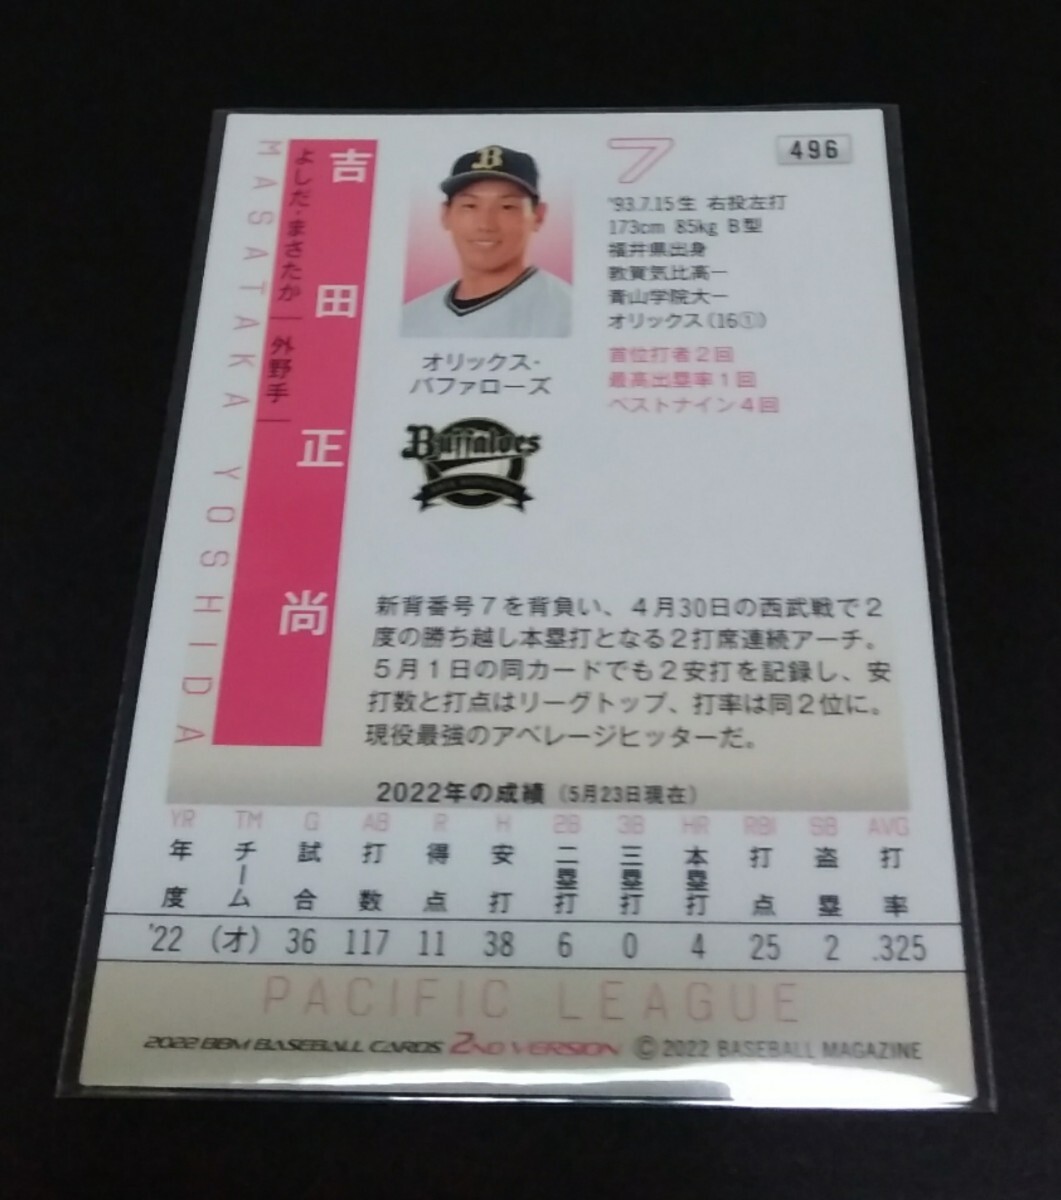 吉田正尚
よしだ・まさたか | 外野手 |
MASATAKA YOSHIDA
B
オリックス・
バファローズ
Buffaloes
7
496
'93.7.15生 右投左打
173cm 85kg B型
福井県出身
敦賀気比高ー
青山学院大ー
オリックス(16①)
首位打者2回
最高出塁率1回
ベストナイン4回
新背番号7を背負い、4月30日の西武戦で2
度の勝ち越し本塁打となる2打席連続アーチ。
5月1日の同カードでも2安打を記録し、安
打数と打点はリーグトップ、打率は同2位に。
現役最強のアベレージヒッターだ。
2022年の成績(5月23日現在)
YR TM G AB R H 2B 3B HR RBI SB AVG
年度 チーム 試合 打数 得点 安打 二塁打 三塁打 本塁打 打点 盗塁 打率
'22 (オ) 36 117 11 38 6 0 4 25 2 .325
PACIFIC LEAGUE
2022 BBM BASEBALL CARDS 2ND VERSION © 2022 BASEBALL MAGAZINE